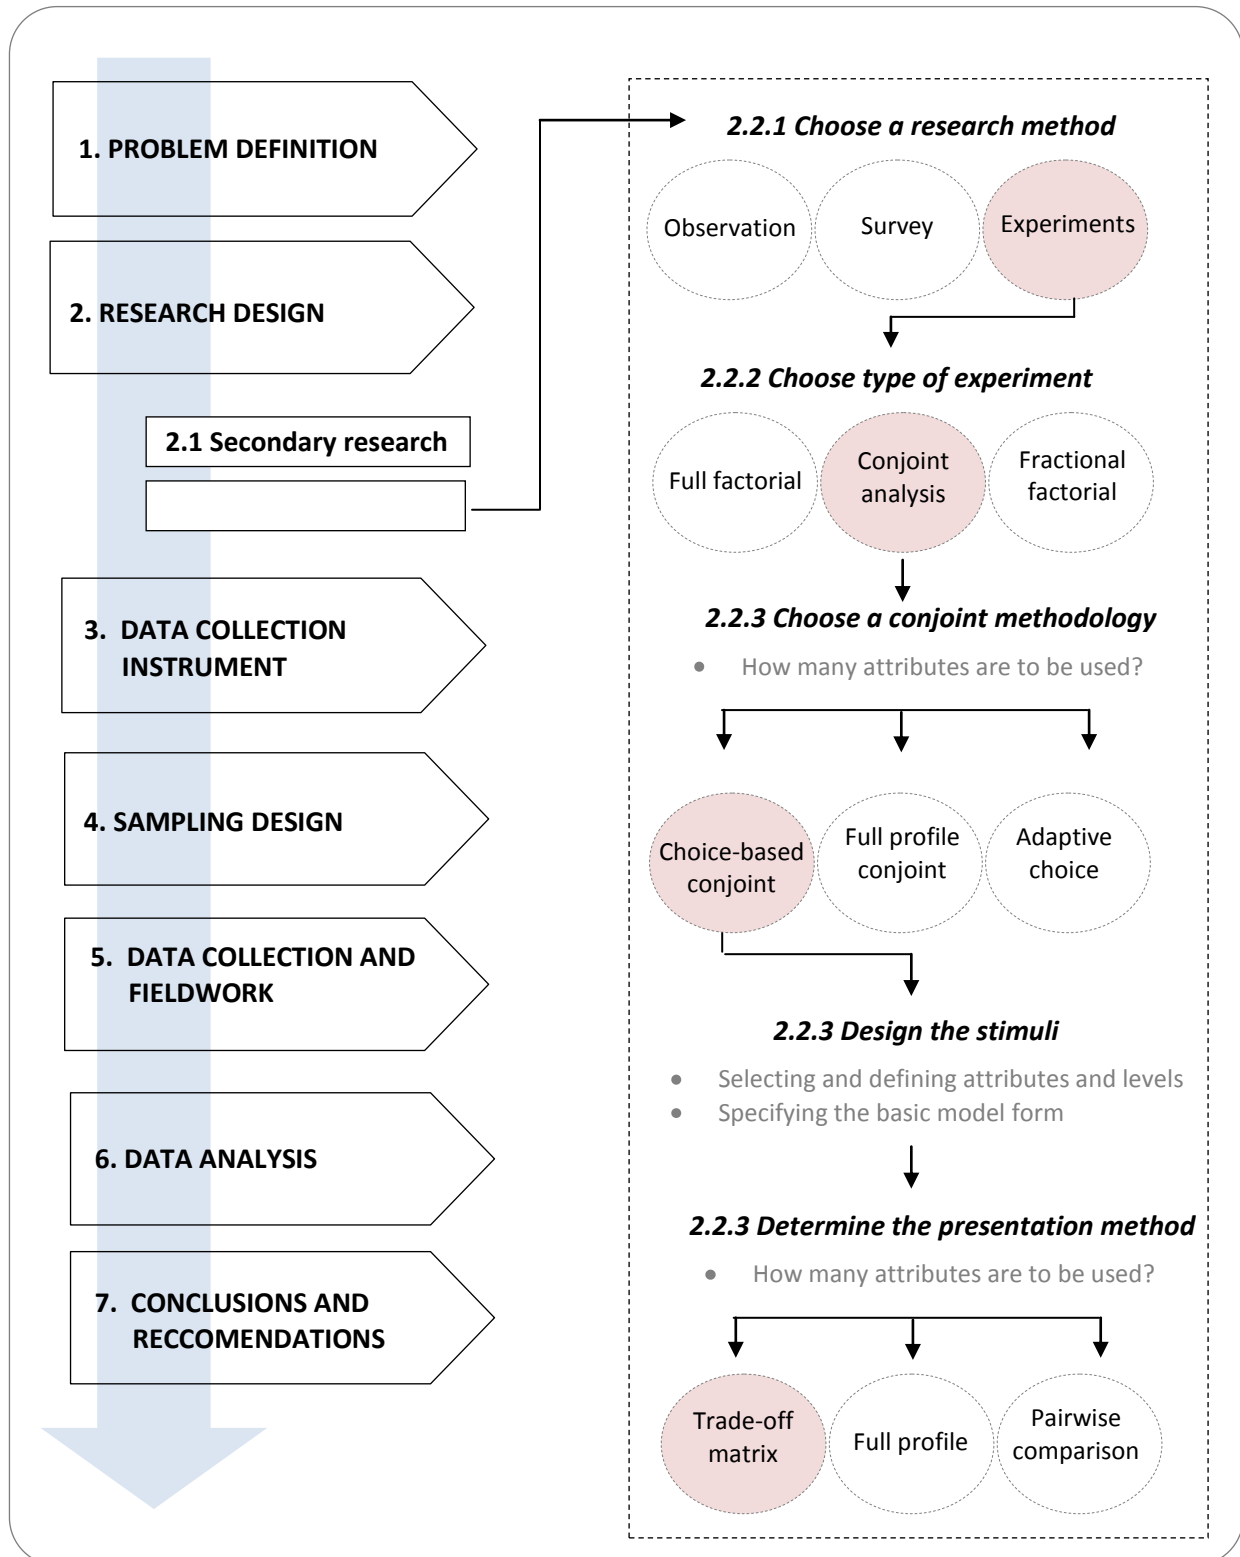 1. PROBLEM DEFINITION
2. RESEARCH DESIGN
2.1 Secondary research
3. DATA COLLECTION
INSTRUMENT
4. SAMPLING DESIGN
5. DATA COLLECTION AND
FIELDWORK
6. DATA ANALYSIS
7. CONCLUSIONS AND
RECCOMENDATIONS
2.2.1 Choose a research method
Observation
Survey
Experiments
2.2.2 Choose type of experiment
Full factorial
Conjoint
analysis
Fractional
factorial
2.2.3 Choose a conjoint methodology
• How many attributes are to be used?
Choice-based
conjoint
Full profile
conjoint
Adaptive
choice
2.2.3 Design the stimuli
• Selecting and defining attributes and levels
• Specifying the basic model form
2.2.3 Determine the presentation method
• How many attributes are to be used?
Trade-off
matrix
Full profile
Pairwise
comparison